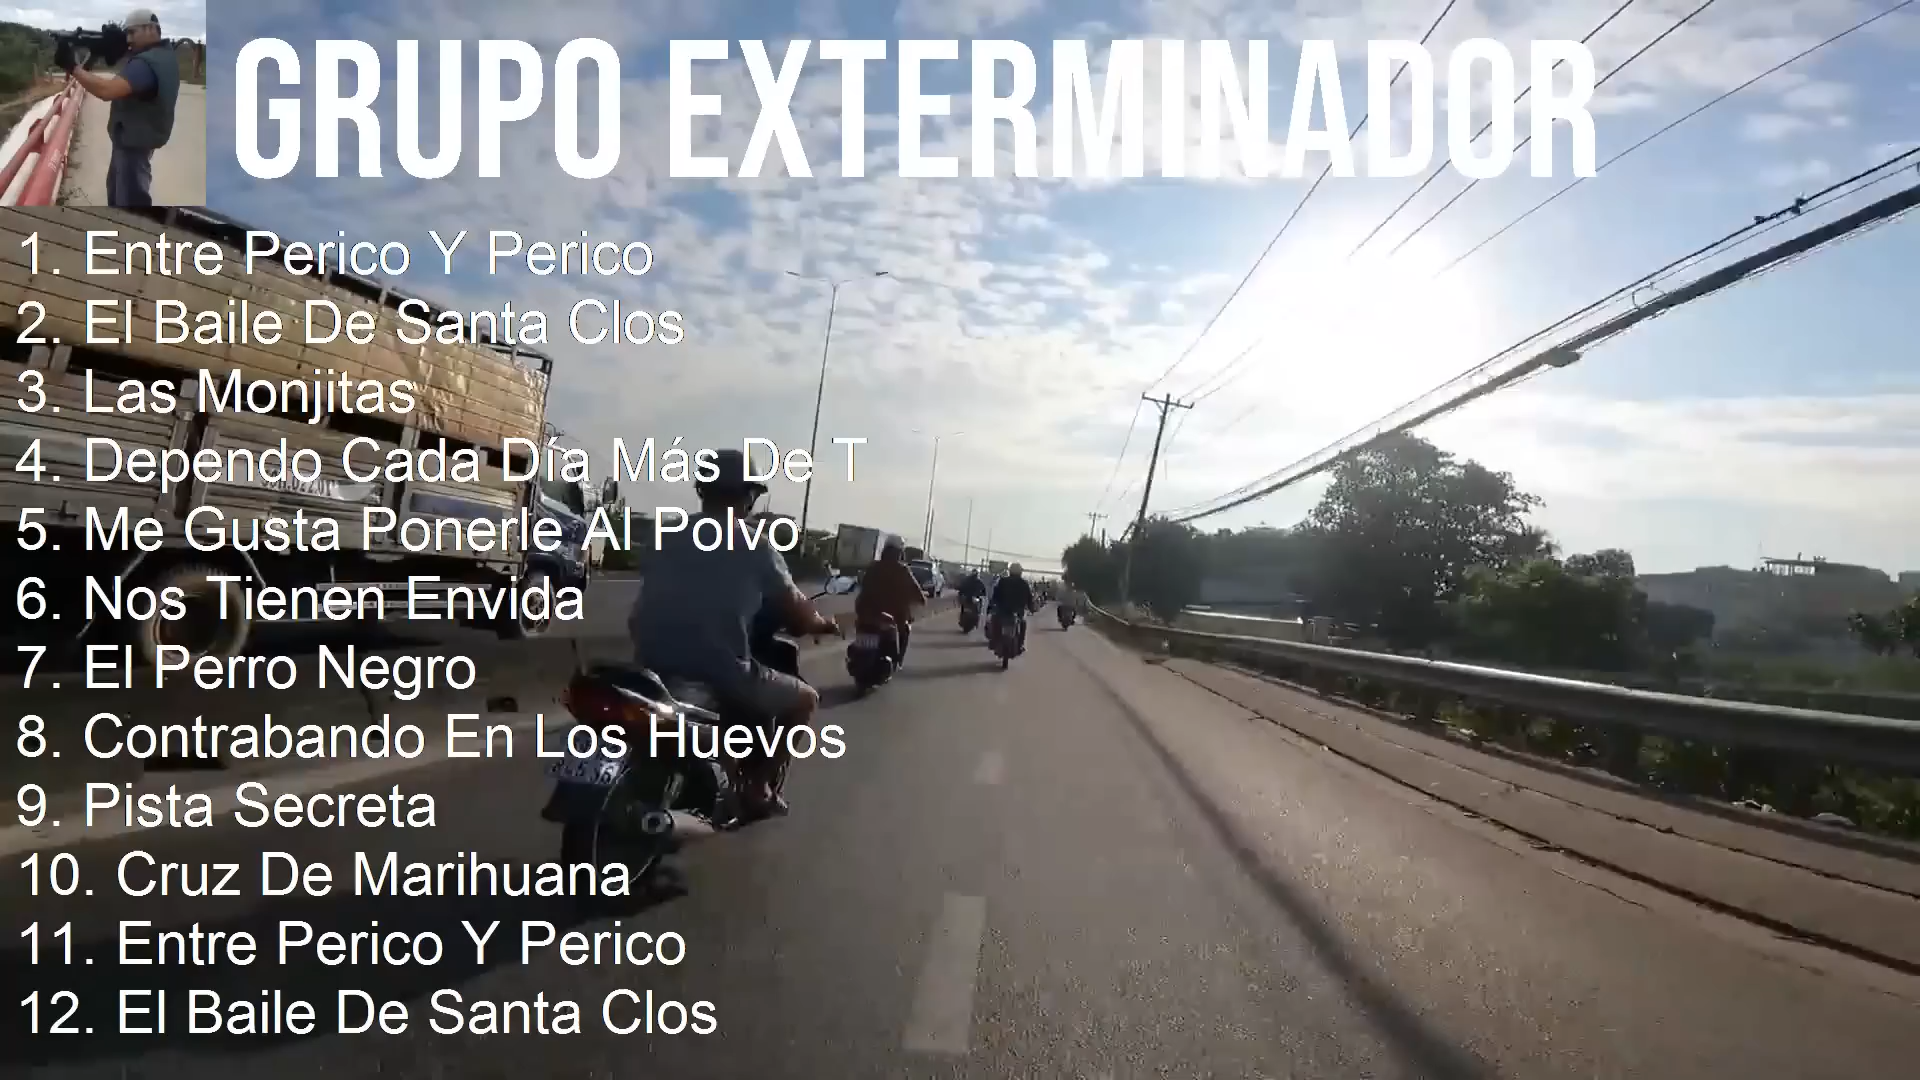 GRUPO EXTERMINADOR
1. Entre Perico Y Perico
2. El Baile De Santa Clos
3. Las Monjitas
4. Dependo Cada Día Más De T
5. Me Gusta Ponerle Al Polvo
6. Nos Tienen Envida
7. El Perro Negro
8. Contrabando En Los Huevos
9. Pista Secreta
10. Cruz De Marihuana
11. Entre Perico Y Perico
12. El Baile De Santa Clos